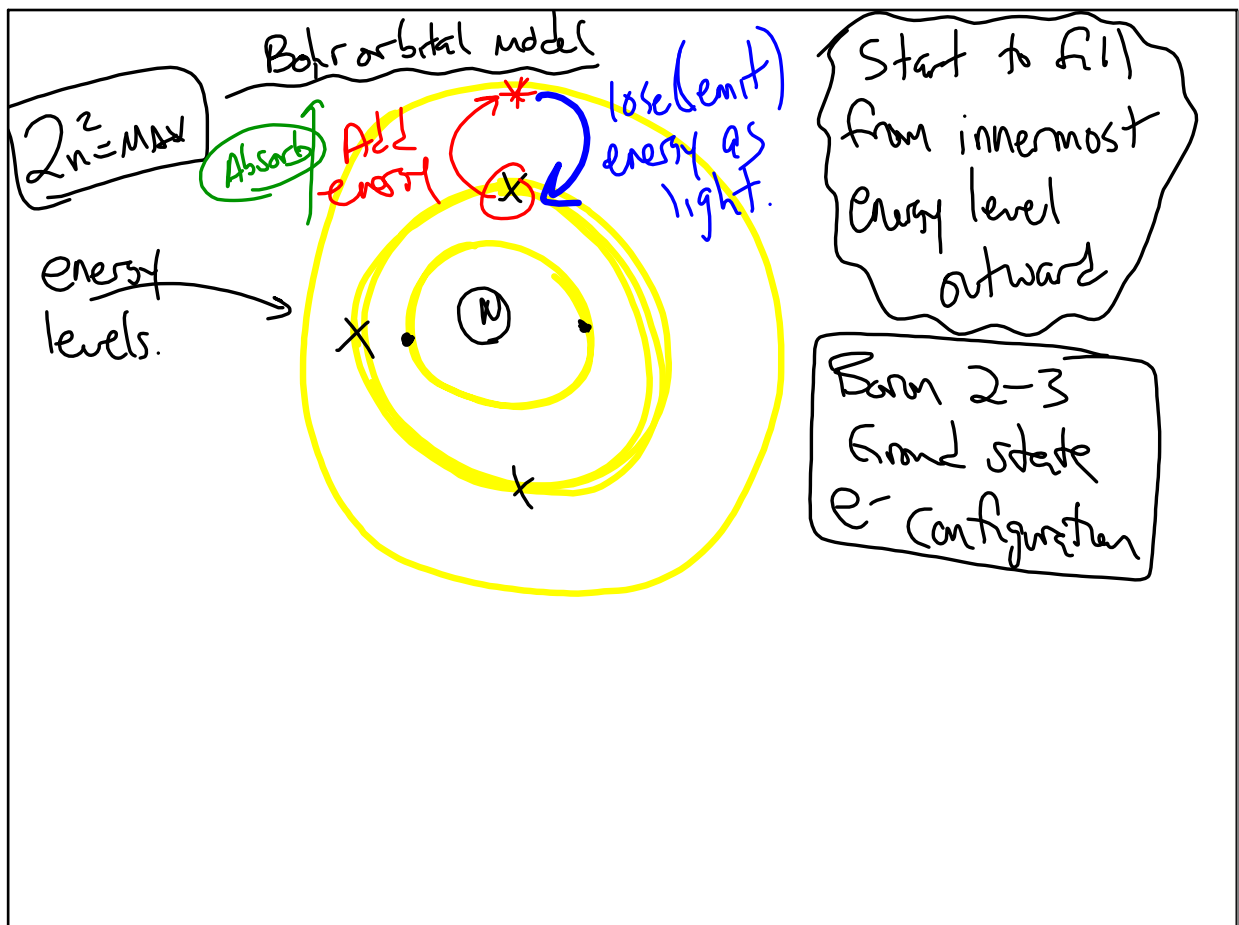 Bohr orbital model
2n²=MAX
Absorb
Add
energy
lose (emit)
energy as
light.
energy
levels.
N
Start to fill
from innermost
energy level
outward
Boron 2-3
Ground state
e⁻ configuration